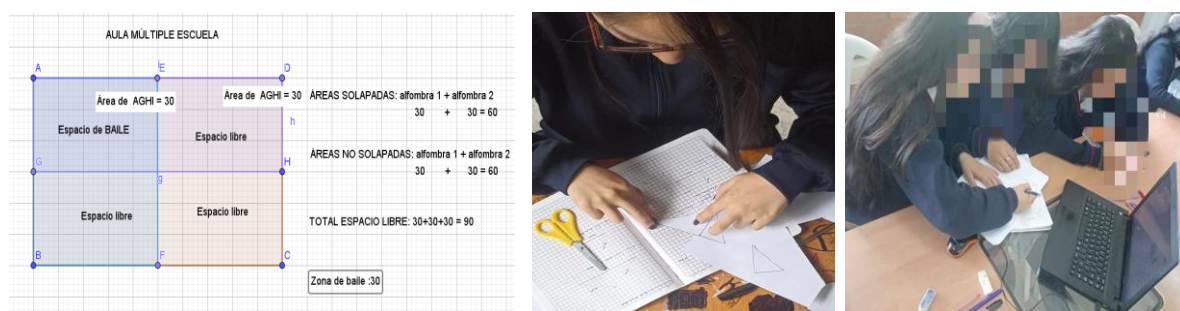 AULA MÚLTIPLE ESCUELA
A
E
D
Área de AGHI = 30
Área de AGHI = 30
ÁREAS SOLAPADAS: alfombra 1 + alfombra 2
30 + 30 = 60
Espacio de BAILE
Espacio libre
h
ÁREAS NO SOLAPADAS: alfombra 1 + alfombra 2
30 + 30 = 60
G
H
g
Espacio libre
Espacio libre
TOTAL ESPACIO LIBRE: 30+30+30 = 90
B
F
C
Zona de baile :30